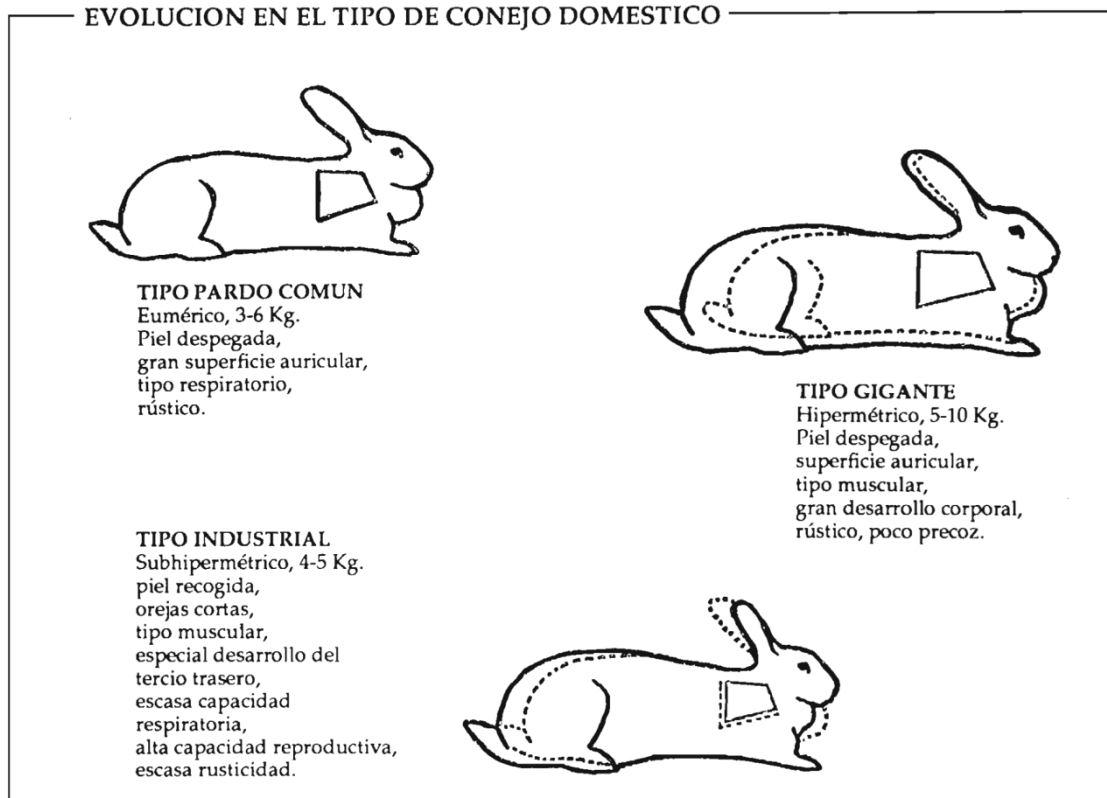 EVOLUCION EN EL TIPO DE CONEJO DOMESTICO
TIPO PARDO COMUN
Eumérico, 3-6 Kg.
Piel despegada,
gran superficie auricular,
tipo respiratorio,
rústico.
TIPO GIGANTE
Hipermétrico, 5-10 Kg.
Piel despegada,
superficie auricular,
tipo muscular,
gran desarrollo corporal,
rústico, poco precoz.
TIPO INDUSTRIAL
Subhipermétrico, 4-5 Kg.
piel recogida,
orejas cortas,
tipo muscular,
especial desarrollo del
tercio trasero,
escasa capacidad
respiratoria,
alta capacidad reproductiva,
escasa rusticidad.